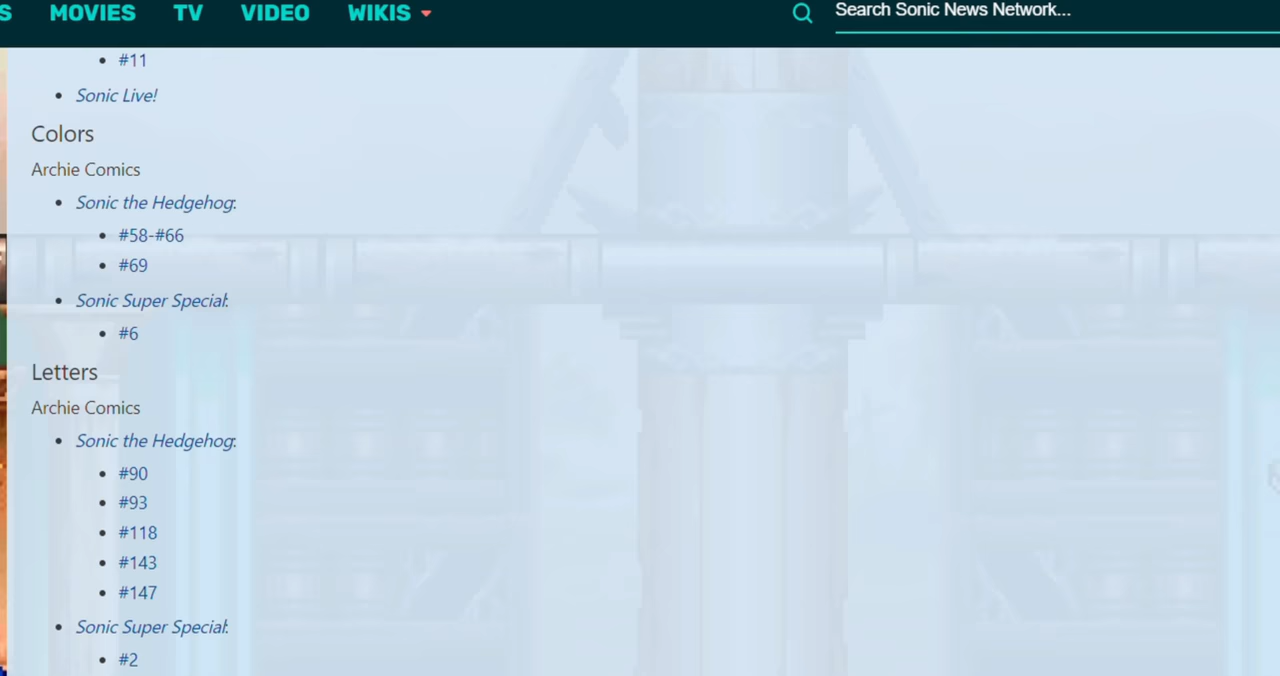 S MOVIES TV VIDEO WIKIS Search Sonic News Network...
#11
Sonic Live!
Colors
Archie Comics
Sonic the Hedgehog:
#58-#66
#69
Sonic Super Special:
#6
Letters
Archie Comics
Sonic the Hedgehog:
#90
#93
#118
#143
#147
Sonic Super Special:
#2